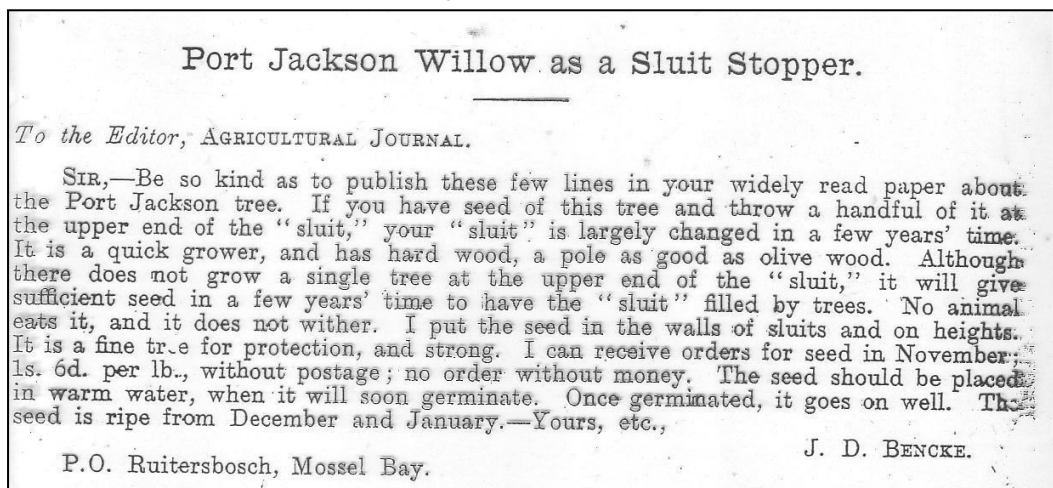 Port Jackson Willow as a Sluit Stopper.
To the Editor, AGRICULTURAL JOURNAL.
SIR,—Be so kind as to publish these few lines in your widely read paper about
the Port Jackson tree. If you have seed of this tree and throw a handful of it at
the upper end of the "sluit," your "sluit" is largely changed in a few years' time.
It is a quick grower, and has hard wood, a pole as good as olive wood. Although
there does not grow a single tree at the upper end of the "sluit," it will give
sufficient seed in a few years' time to have the "sluit" filled by trees. No animal
eats it, and it does not wither. I put the seed in the walls of sluits and on heights.
It is a fine tree for protection, and strong. I can receive orders for seed in November;
1s. 6d. per lb., without postage; no order without money. The seed should be placed
in warm water, when it will soon germinate. Once germinated, it goes on well. The
seed is ripe from December and January.—Yours, etc.,
J. D. BENCKE.
P.O. Ruitersbosch, Mossel Bay.